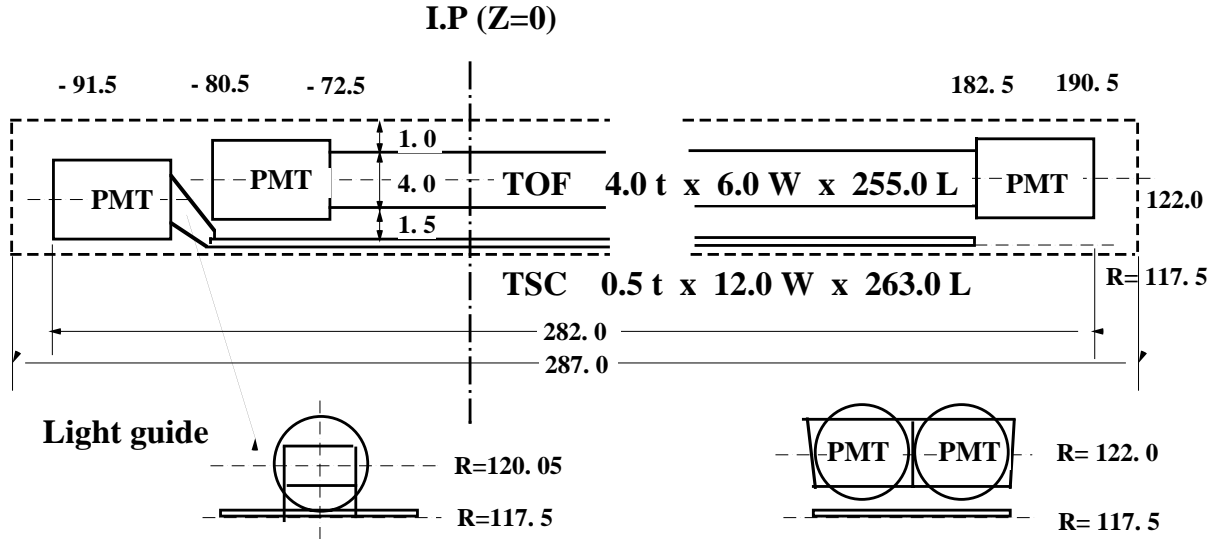 I.P (Z=0)
- 91.5 - 80.5 - 72.5 182. 5 190. 5
1. 0
PMT PMT 4. 0 TOF 4.0 t x 6.0 W x 255.0 L PMT
122.0
1. 5
TSC 0.5 t x 12.0 W x 263.0 L R= 117. 5
282. 0
287. 0
Light guide
PMT PMT R= 122. 0
R=120. 05
R=117. 5 R= 117. 5